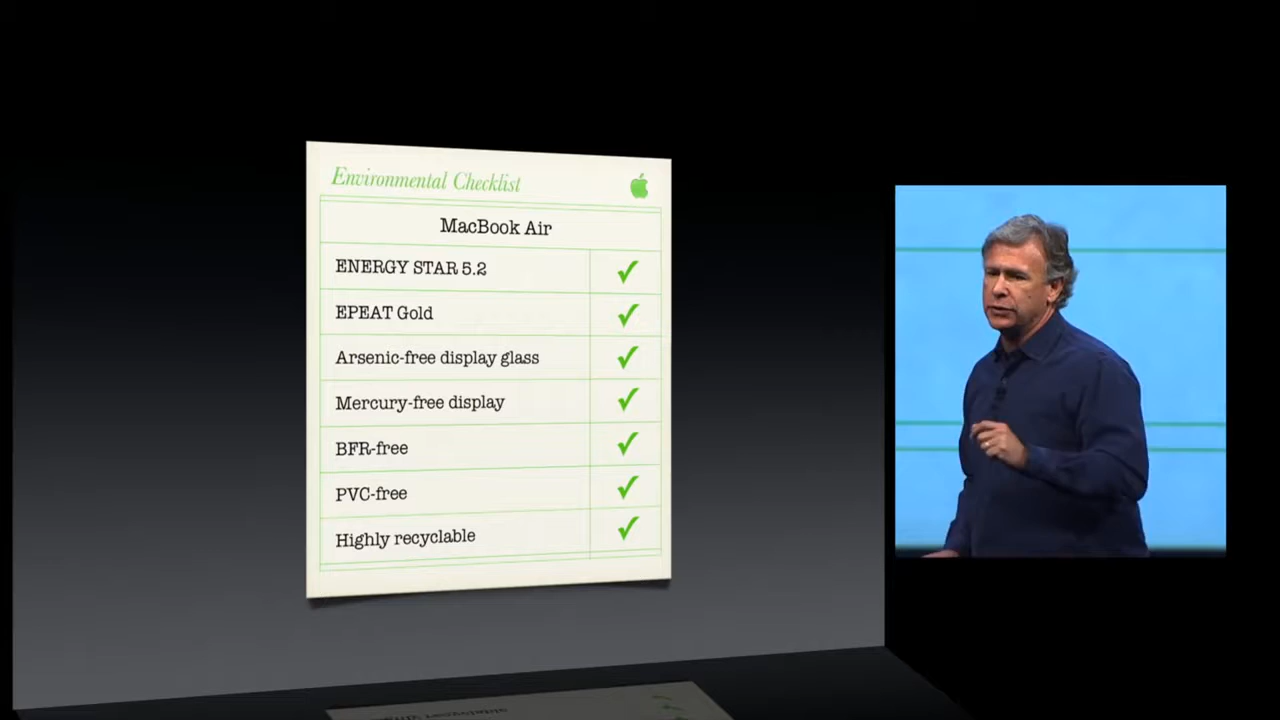 Environmental Checklist
MacBook Air
ENERGY STAR 5.2
EPEAT Gold
Arsenic-free display glass
Mercury-free display
BFR-free
PVC-free
Highly recyclable